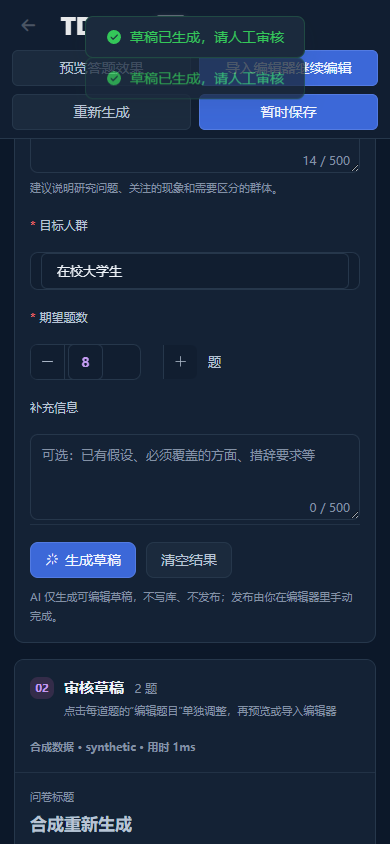 TD
草稿已生成，请人工审核
预览答题效果
导入编辑器继续编辑
草稿已生成，请人工审核
重新生成
暂时保存
14 / 500
建议说明研究问题、关注的现象和需要区分的群体。
* 目标人群
在校大学生
* 期望题数
8
题
补充信息
可选：已有假设、必须覆盖的方面、措辞要求等
0 / 500
生成草稿
清空结果
AI 仅生成可编辑草稿，不写库、不发布；发布由你在编辑器里手动
完成。
02
审核草稿 2 题
点击每道题的“编辑题目”单独调整，再预览或导入编辑器
合成数据 • synthetic • 用时 1ms
问卷标题
合成重新生成